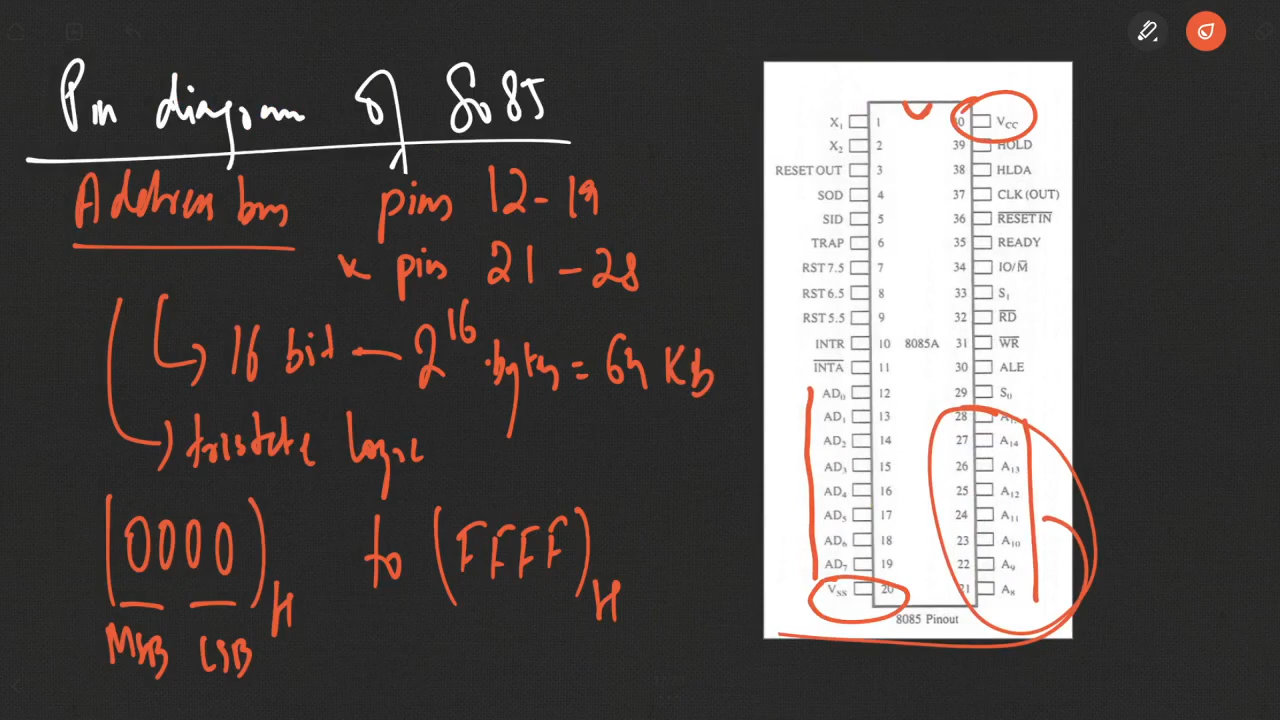 Pin diagram of 8085
Address bus pins 12-19
& pins 21-28
16 bit — 2^16 bytes = 64 Kb
tristate logic
(0000)H to (FFFF)H
MSB LSB
X1 1 40 VCC
X2 2 39 HOLD
RESET OUT 3 38 HLDA
SOD 4 37 CLK (OUT)
SID 5 36 RESET IN
TRAP 6 35 READY
RST 7.5 7 34 IO/M
RST 6.5 8 33 S1
RST 5.5 9 32 RD
INTR 10 8085A 31 WR
INTA 11 30 ALE
AD0 12 29 S0
AD1 13 28 A15
AD2 14 27 A14
AD3 15 26 A13
AD4 16 25 A12
AD5 17 24 A11
AD6 18 23 A10
AD7 19 22 A9
VSS 20 21 A8
8085 Pinout